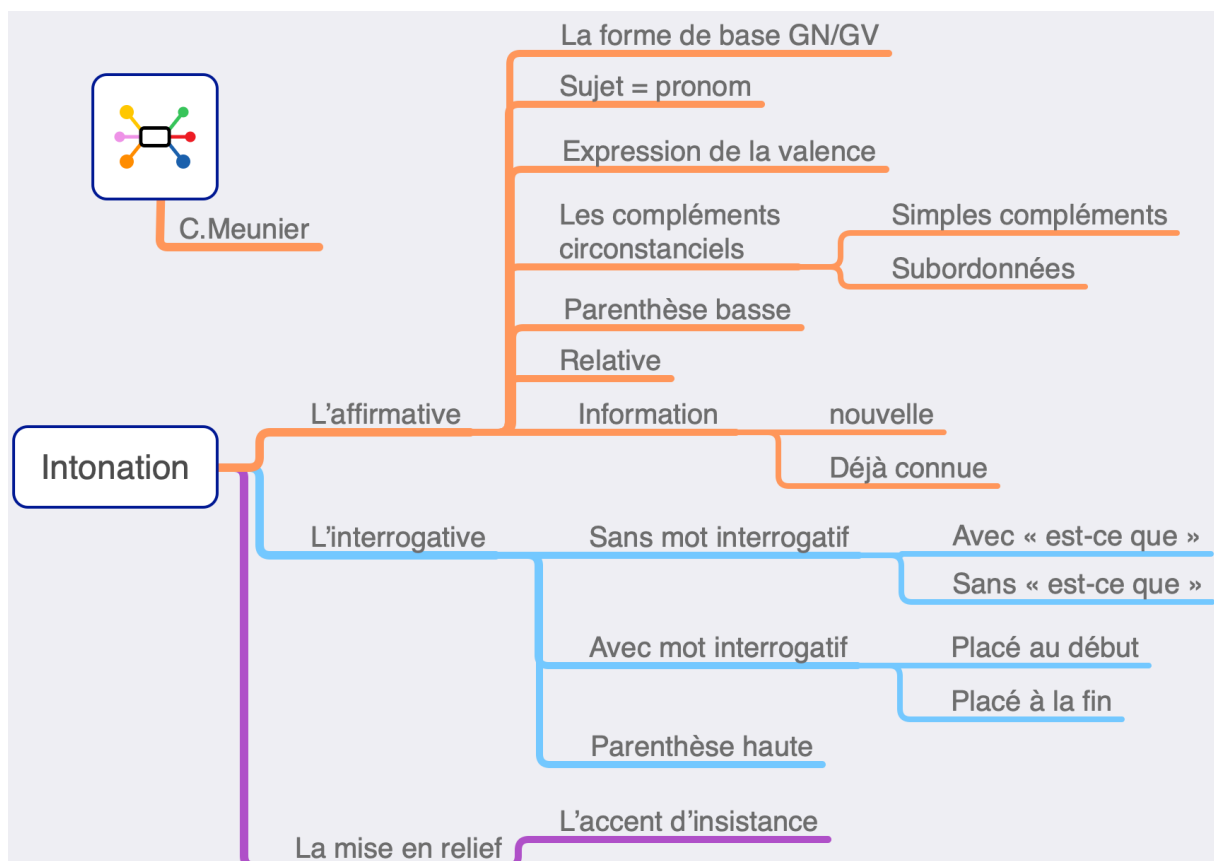 La forme de base GN/GV
Sujet = pronom
Expression de la valence
Les compléments
circonstanciels
Simples compléments
Subordonnées
C.Meunier
Parenthèse basse
Relative
L’affirmative
Information
nouvelle
Déjà connue
Intonation
L’interrogative
Sans mot interrogatif
Avec « est-ce que »
Sans « est-ce que »
Avec mot interrogatif
Placé au début
Placé à la fin
Parenthèse haute
La mise en relief
L’accent d’insistance